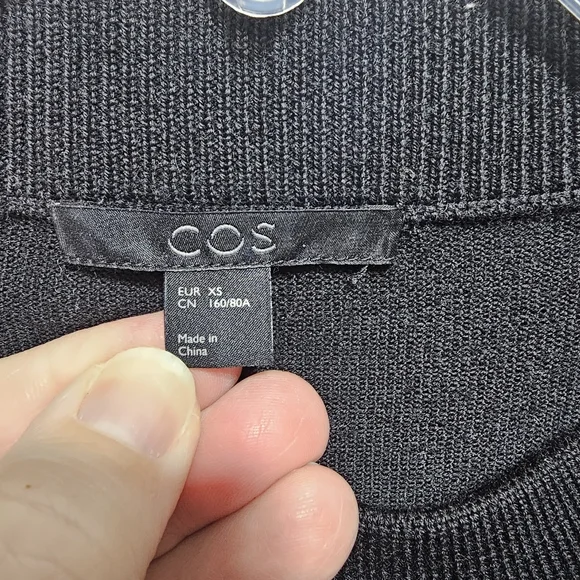 COS
EUR XS
CN 160/80A
Made in
China